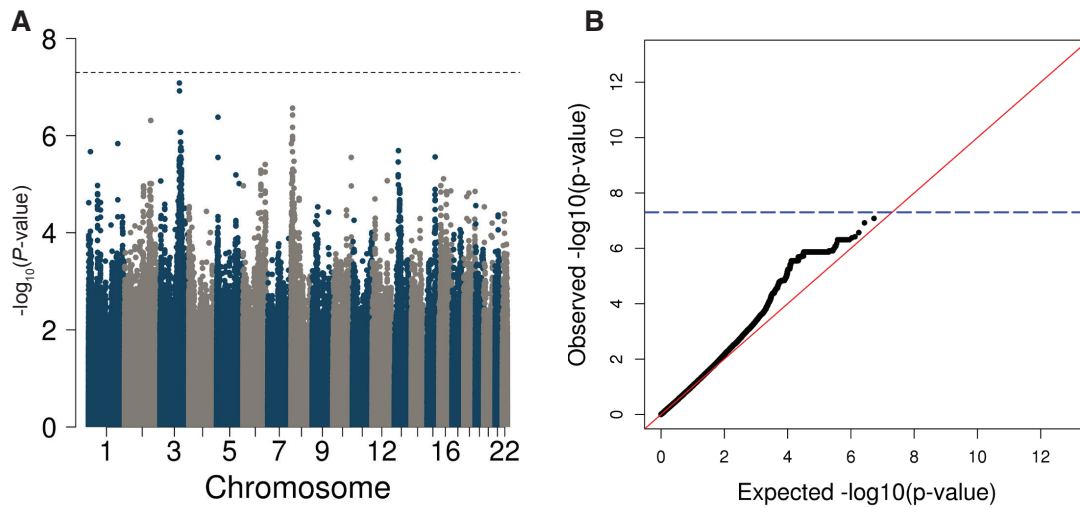 A
8
6
4
2
0
-log10(P-value)
1 3 5 7 9 12 16 22
Chromosome
B
12
10
8
6
4
2
0
Observed -log10(p-value)
0 2 4 6 8 10 12
Expected -log10(p-value)